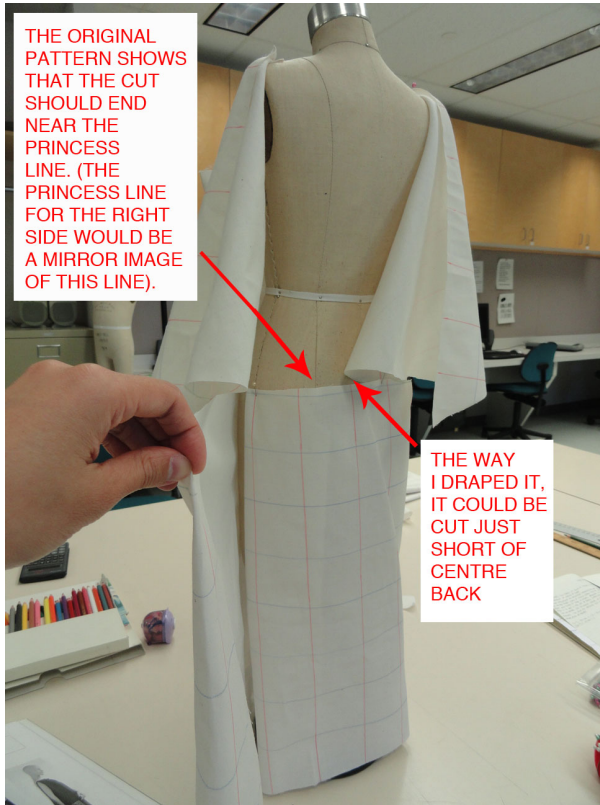 THE ORIGINAL
PATTERN SHOWS
THAT THE CUT
SHOULD END
NEAR THE
PRINCESS
LINE. (THE
PRINCESS LINE
FOR THE RIGHT
SIDE WOULD BE
A MIRROR IMAGE
OF THIS LINE).
THE WAY
I DRAPED IT,
IT COULD BE
CUT JUST
SHORT OF
CENTRE
BACK